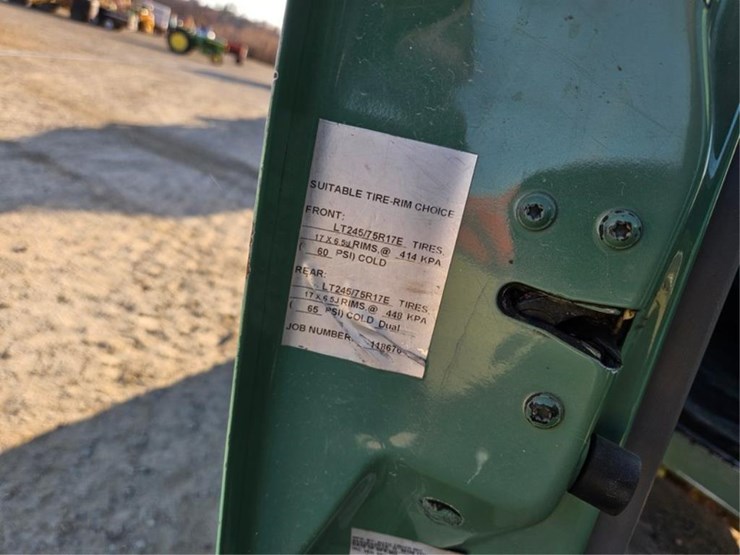 SUITABLE TIRE-RIM CHOICE
FRONT:
LT245/75R17E TIRES,
17 X 6.5J RIMS.@ 414 KPA
( 60 PSI) COLD
REAR:
LT245/75R17E TIRES,
17 X 6.5J RIMS.@ 448 KPA
( 65 PSI) COLD Dual
JOB NUMBER: 118670